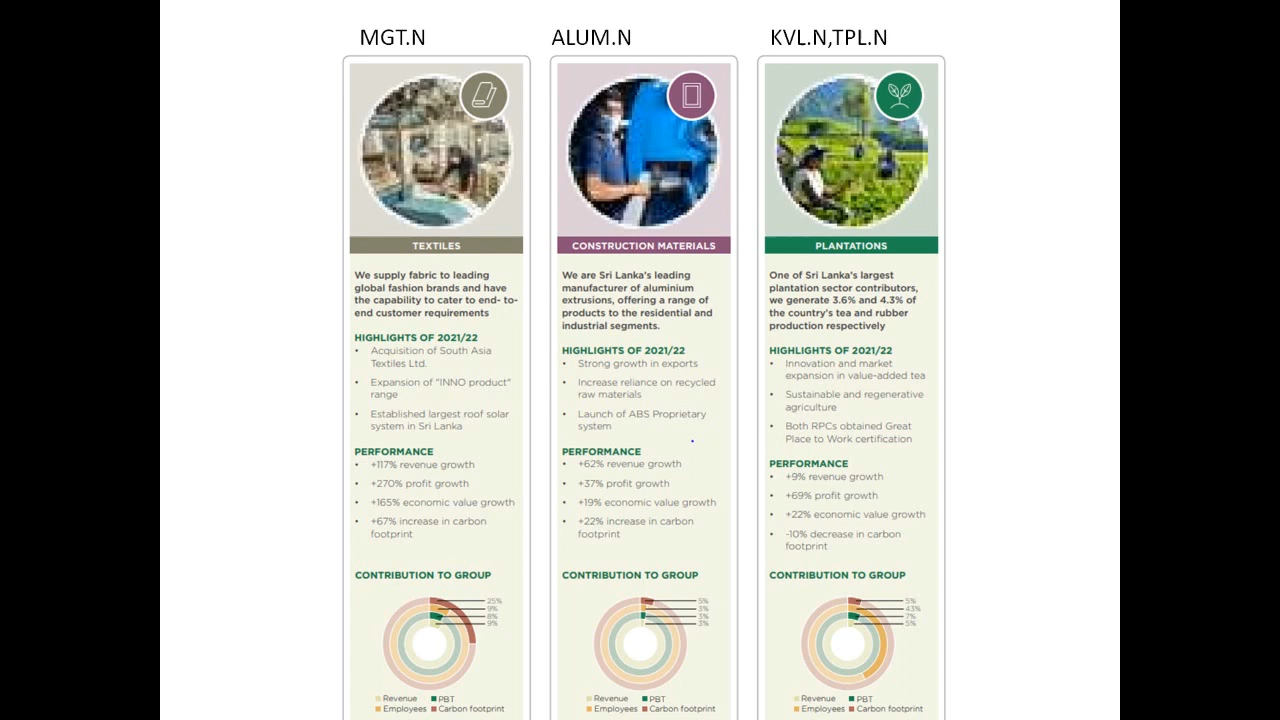 MGT.N
ALUM.N
KVL.N,TPL.N
TEXTILES
We supply fabric to leading
global fashion brands and have
the capability to cater to end- to-
end customer requirements
HIGHLIGHTS OF 2021/22
• Acquisition of South Asia
Textiles Ltd.
• Expansion of "INNO product"
range
• Established largest roof solar
system in Sri Lanka
PERFORMANCE
• +117% revenue growth
• +270% profit growth
• +165% economic value growth
• +67% increase in carbon
footprint
CONTRIBUTION TO GROUP
25%
9%
8%
9%
Revenue PBT
Employees Carbon footprint
CONSTRUCTION MATERIALS
We are Sri Lanka's leading
manufacturer of aluminium
extrusions, offering a range of
products to the residential and
industrial segments.
HIGHLIGHTS OF 2021/22
• Strong growth in exports
• Increase reliance on recycled
raw materials
• Launch of ABS Proprietary
system
PERFORMANCE
• +62% revenue growth
• +37% profit growth
• +19% economic value growth
• +22% increase in carbon
footprint
CONTRIBUTION TO GROUP
5%
3%
3%
3%
Revenue PBT
Employees Carbon footprint
PLANTATIONS
One of Sri Lanka's largest
plantation sector contributors,
we generate 3.6% and 4.3% of
the country's tea and rubber
production respectively
HIGHLIGHTS OF 2021/22
• Innovation and market
expansion in value-added tea
• Sustainable and regenerative
agriculture
• Both RPCs obtained Great
Place to Work certification
PERFORMANCE
• +9% revenue growth
• +69% profit growth
• +22% economic value growth
• -10% decrease in carbon
footprint
CONTRIBUTION TO GROUP
5%
43%
7%
5%
Revenue PBT
Employees Carbon footprint